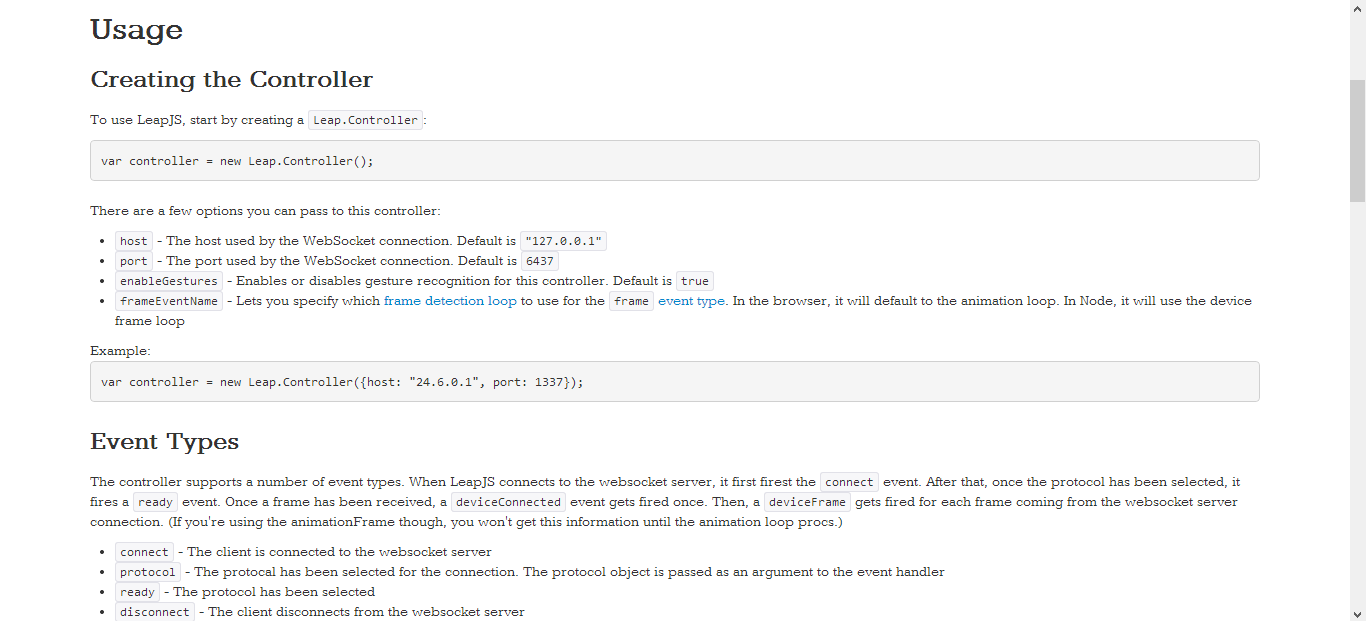 Usage
Creating the Controller
To use LeapJS, start by creating a Leap.Controller:
var controller = new Leap.Controller();
There are a few options you can pass to this controller:
• host - The host used by the WebSocket connection. Default is "127.0.0.1"
• port - The port used by the WebSocket connection. Default is 6437
• enableGestures - Enables or disables gesture recognition for this controller. Default is true
• frameEventName - Lets you specify which frame detection loop to use for the frame event type. In the browser, it will default to the animation loop. In Node, it will use the device
frame loop
Example:
var controller = new Leap.Controller({host: "24.6.0.1", port: 1337});
Event Types
The controller supports a number of event types. When LeapJS connects to the websocket server, it first firest the connect event. After that, once the protocol has been selected, it
fires a ready event. Once a frame has been received, a deviceConnected event gets fired once. Then, a deviceFrame gets fired for each frame coming from the websocket server
connection. (If you're using the animationFrame though, you won't get this information until the animation loop procs.)
• connect - The client is connected to the websocket server
• protocol - The protocal has been selected for the connection. The protocol object is passed as an argument to the event handler
• ready - The protocol has been selected
• disconnect - The client disconnects from the websocket server